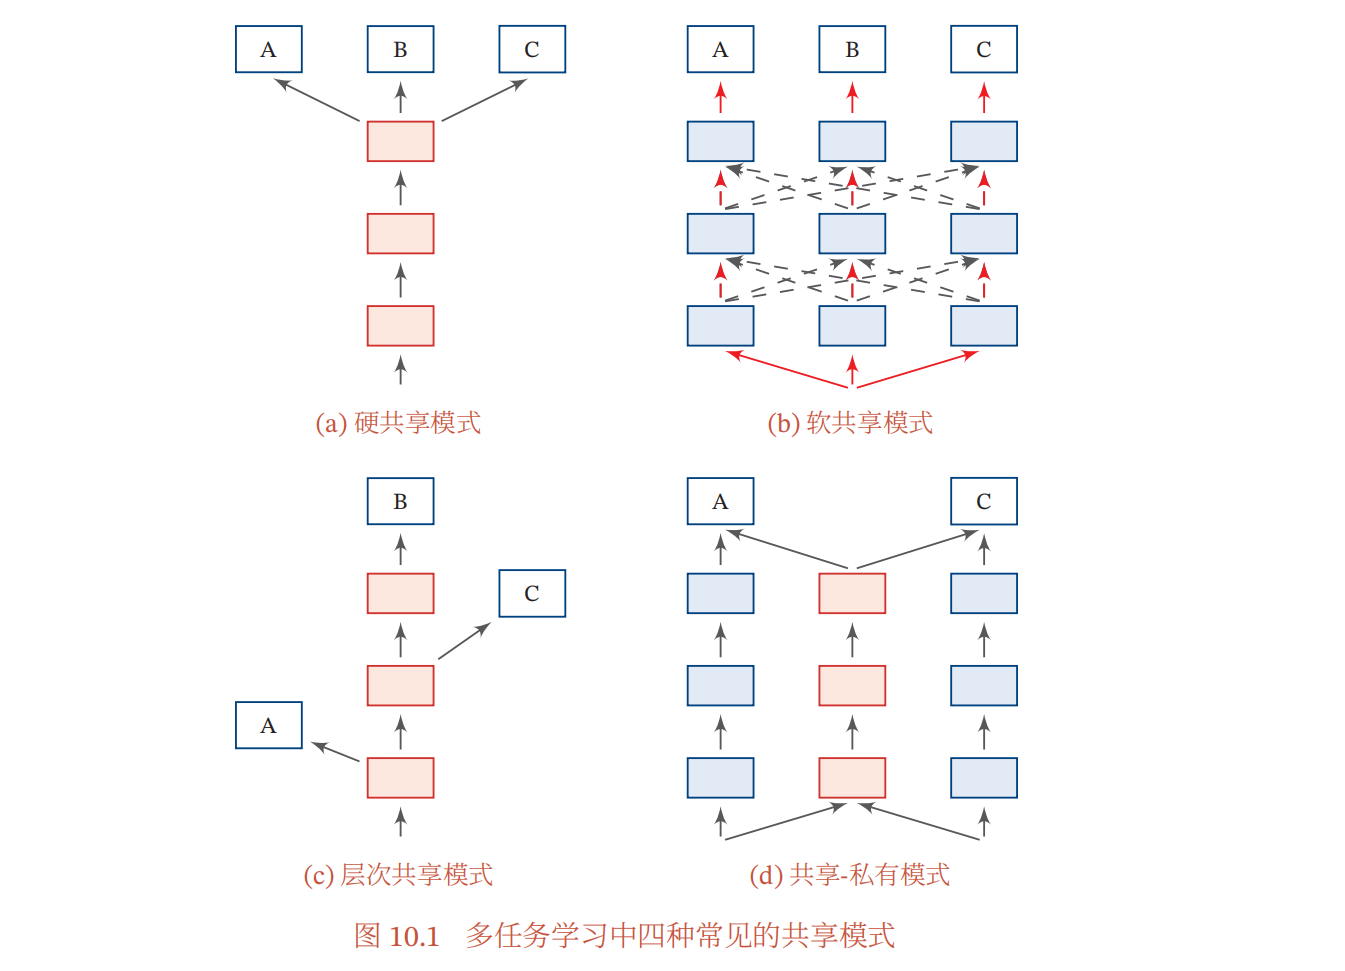 A B C
A B C
(a) 硬共享模式
(b) 软共享模式
B
C
A
A C
(c) 层次共享模式
(d) 共享-私有模式
图 10.1 多任务学习中四种常见的共享模式